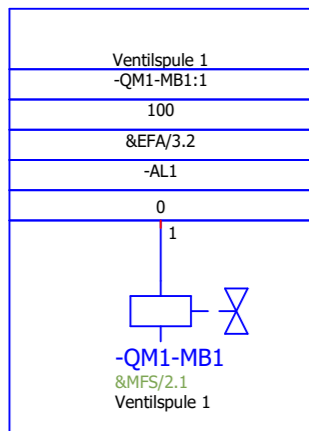 Ventilspule 1
-QM1-MB1:1
100
&EFA/3.2
-AL1
0
1
-QM1-MB1
&MFS/2.1
Ventilspule 1